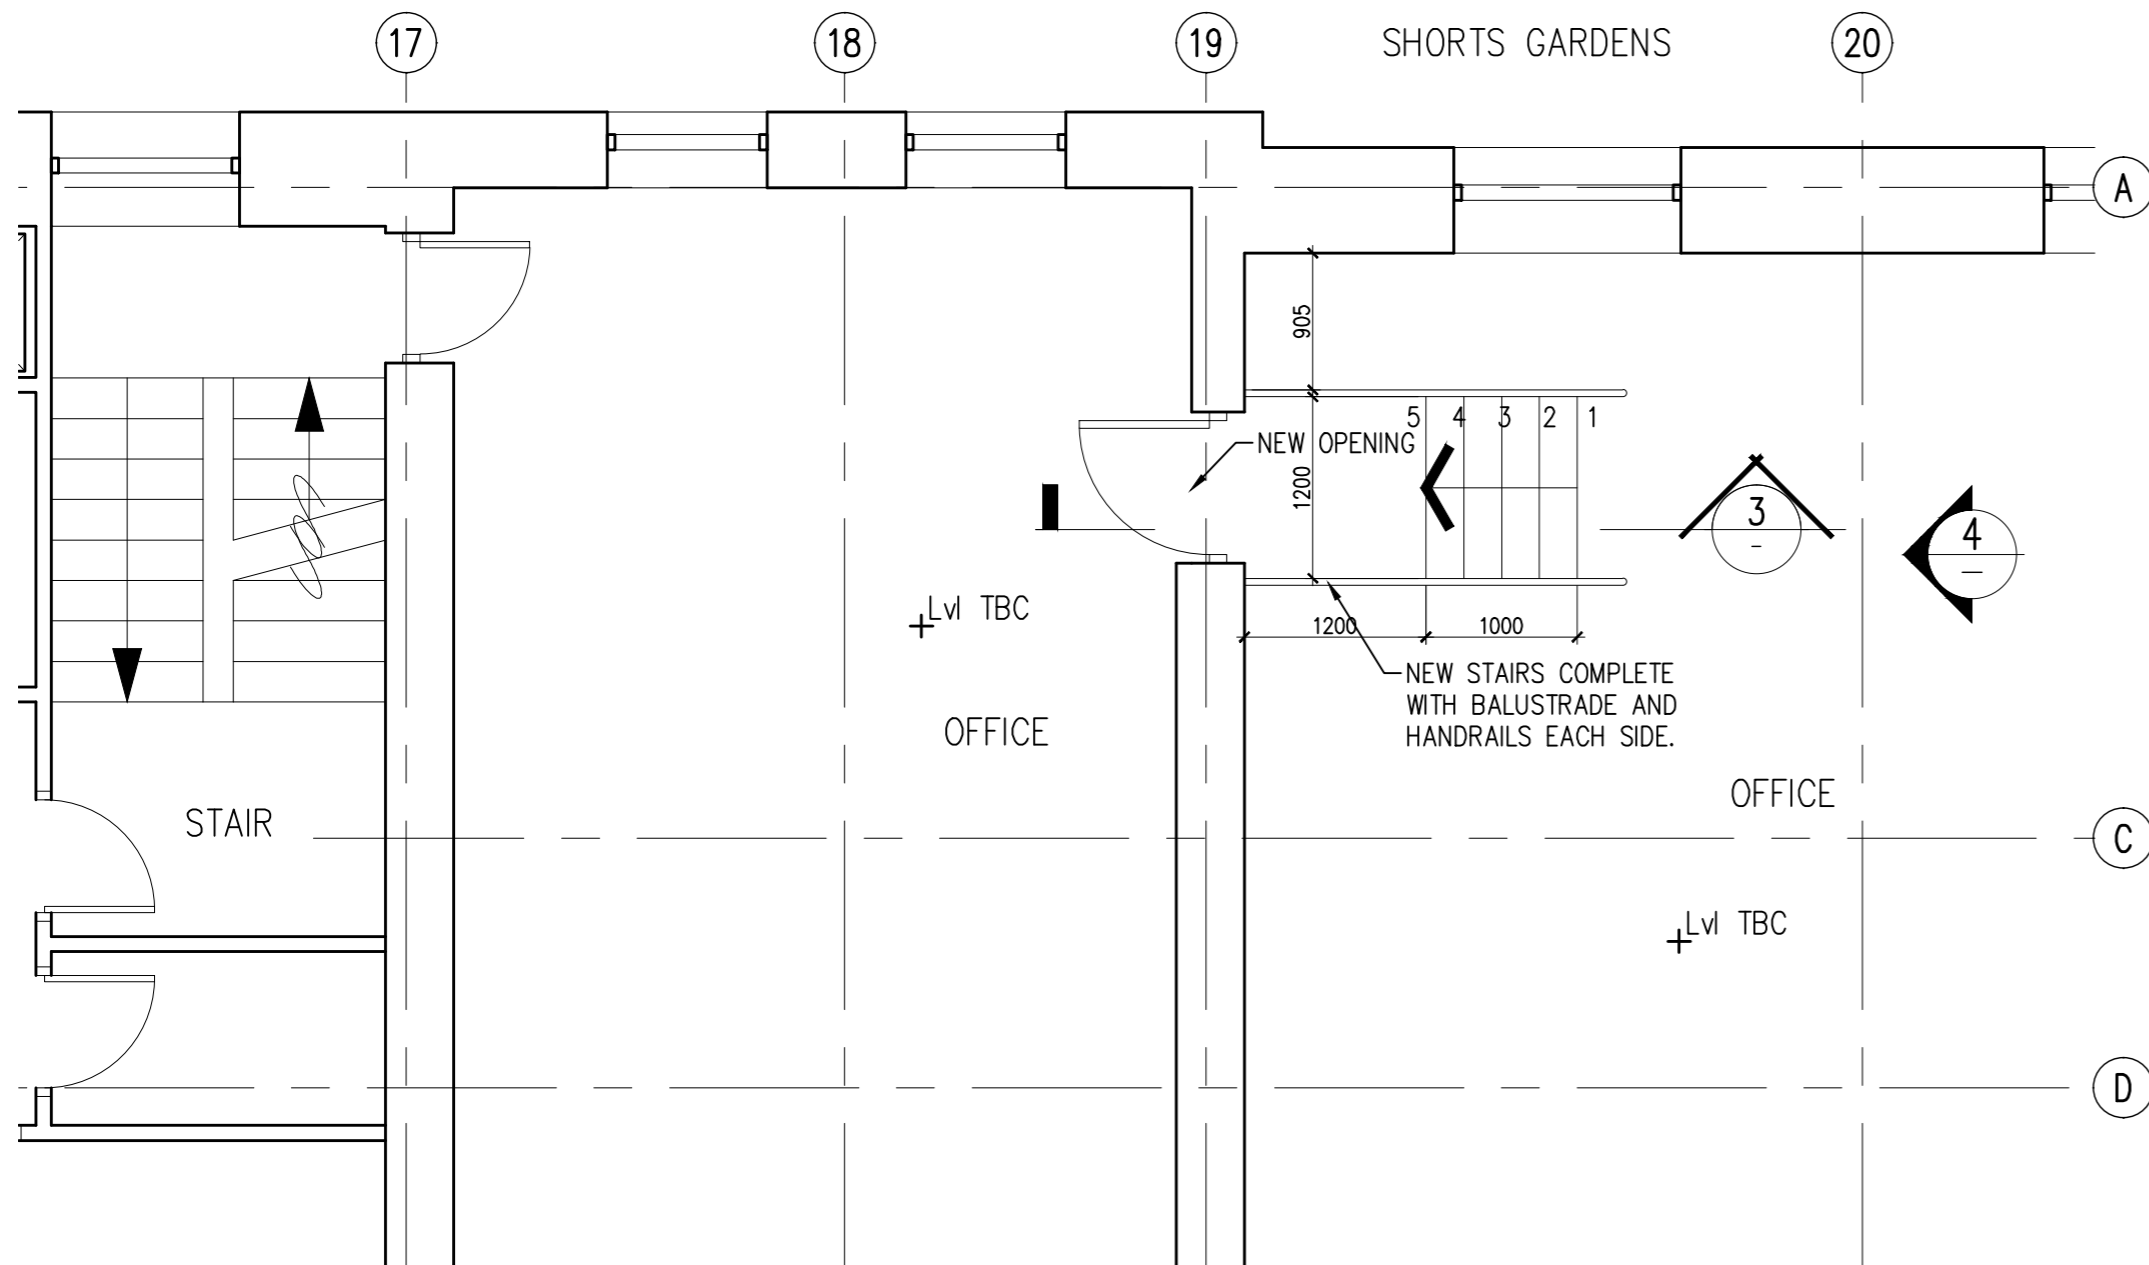 17
18
19
SHORTS GARDENS
20
A
905
5 4 3 2 1
NEW OPENING
1200
3
-
4
-
Lvl TBC
1200
1000
NEW STAIRS COMPLETE
WITH BALUSTRADE AND
HANDRAILS EACH SIDE.
OFFICE
OFFICE
STAIR
C
Lvl TBC
D